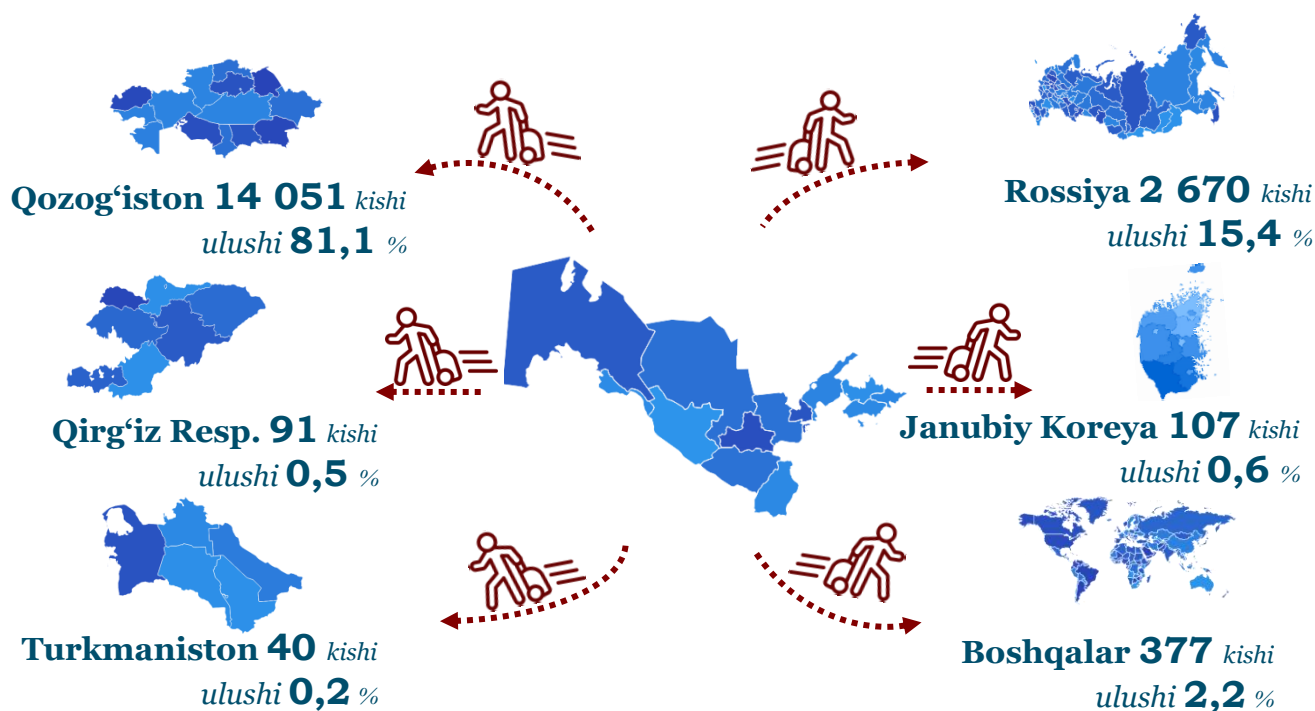 Qozog‘iston 14 051 kishi
ulushi 81,1 %
Rossiya 2 670 kishi
ulushi 15,4 %
Qirg‘iz Resp. 91 kishi
ulushi 0,5 %
Janubiy Koreya 107 kishi
ulushi 0,6 %
Turkmaniston 40 kishi
ulushi 0,2 %
Boshqalar 377 kishi
ulushi 2,2 %